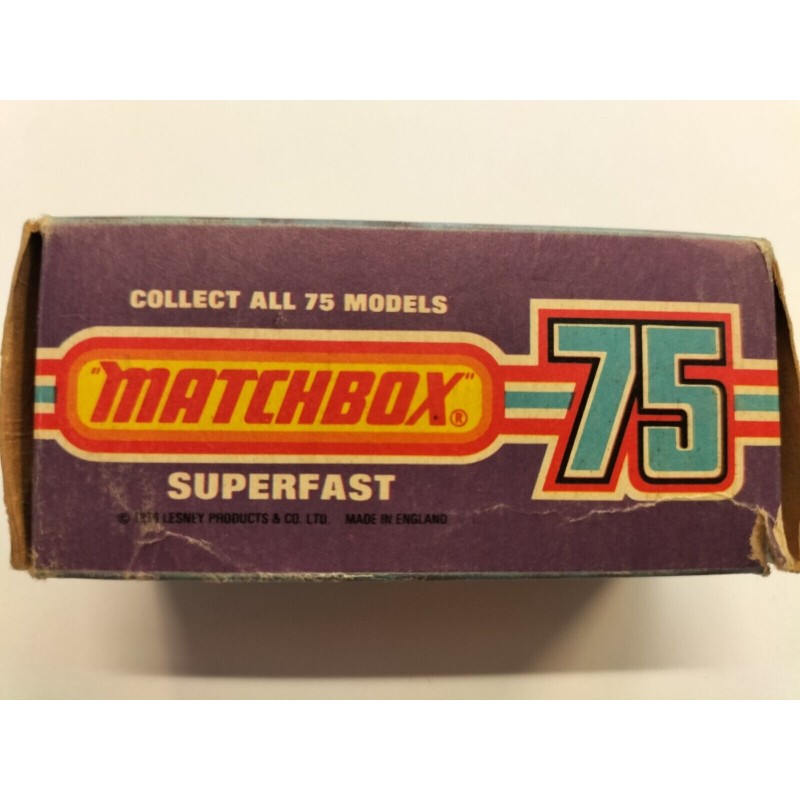 COLLECT ALL 75 MODELS
"MATCHBOX"®
75
SUPERFAST
© LESNEY PRODUCTS & CO. LTD. MADE IN ENGLAND